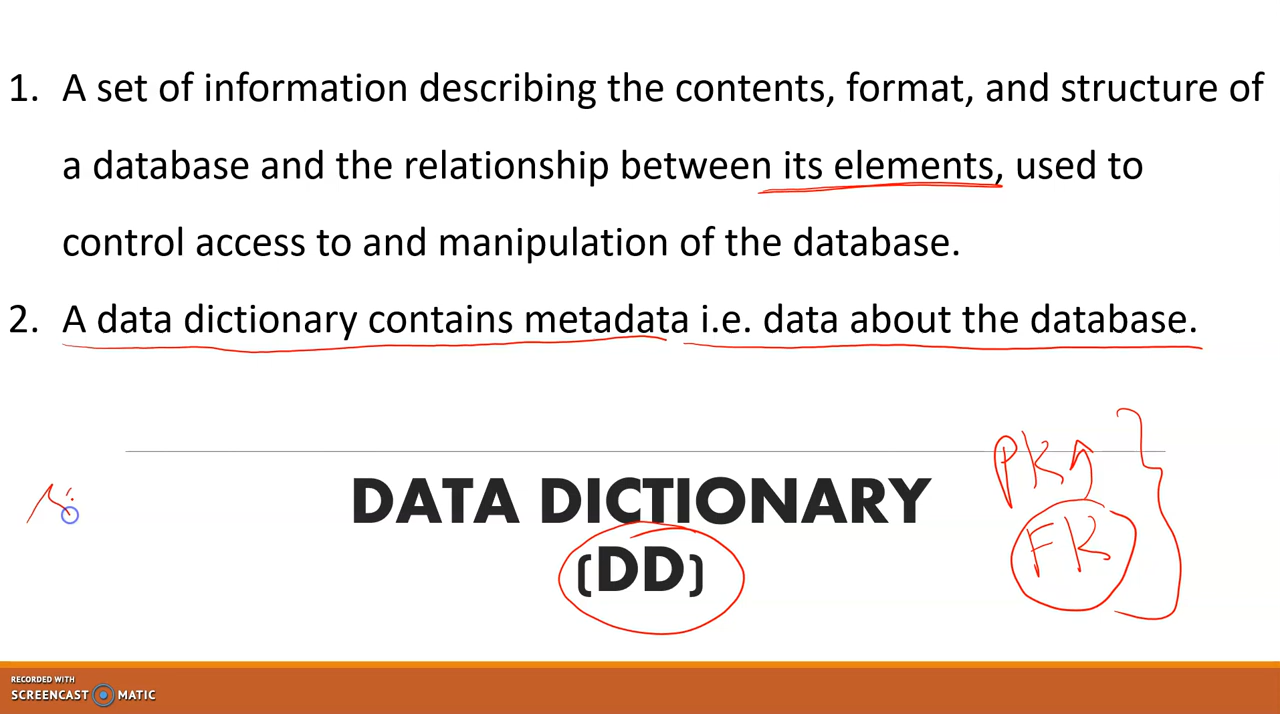 1. A set of information describing the contents, format, and structure of
a database and the relationship between its elements, used to
control access to and manipulation of the database.
2. A data dictionary contains metadata i.e. data about the database.
PK
DATA DICTIONARY
FK
(DD)
RECORDED WITH
SCREENCAST MATIC